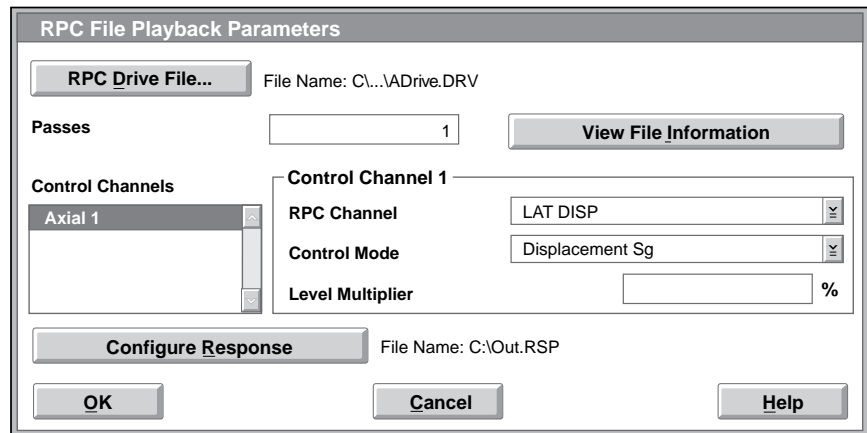 RPC File Playback Parameters
RPC Drive File... File Name: C\...\ADrive.DRV
Passes 1 View File Information
Control Channels
Axial 1
Control Channel 1
RPC Channel LAT DISP
Control Mode Displacement Sg
Level Multiplier %
Configure Response File Name: C:\Out.RSP
OK Cancel Help